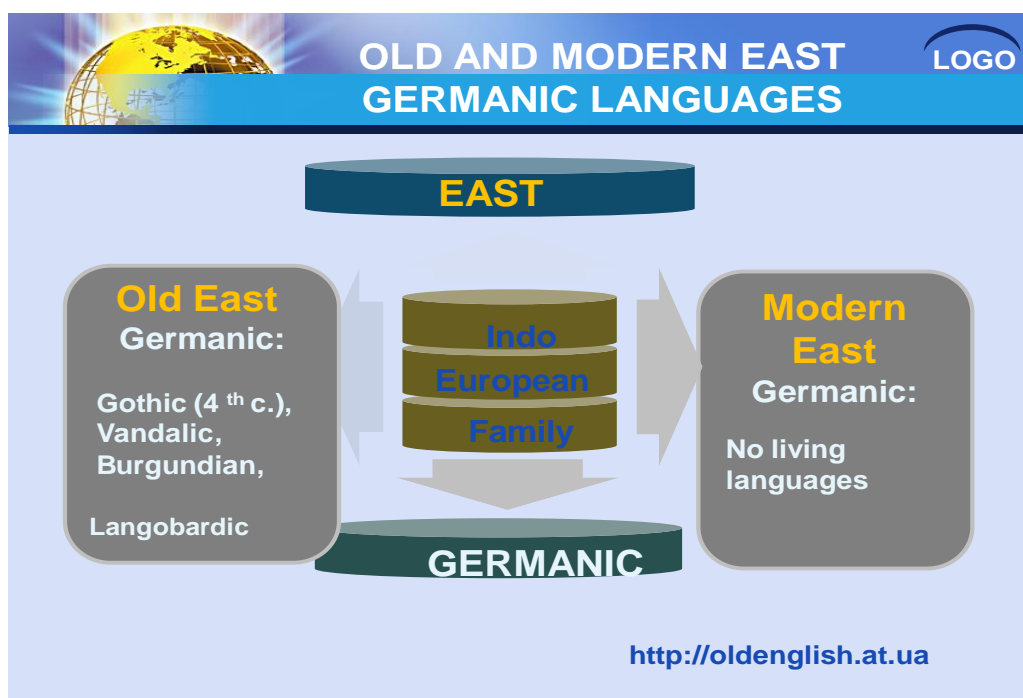 OLD AND MODERN EAST
GERMANIC LANGUAGES
LOGO
EAST
Old East
Germanic:
Gothic (4 th c.),
Vandalic,
Burgundian,
Langobardic
Indo
European
Family
Modern
East
Germanic:
No living
languages
GERMANIC
http://oldenglish.at.ua